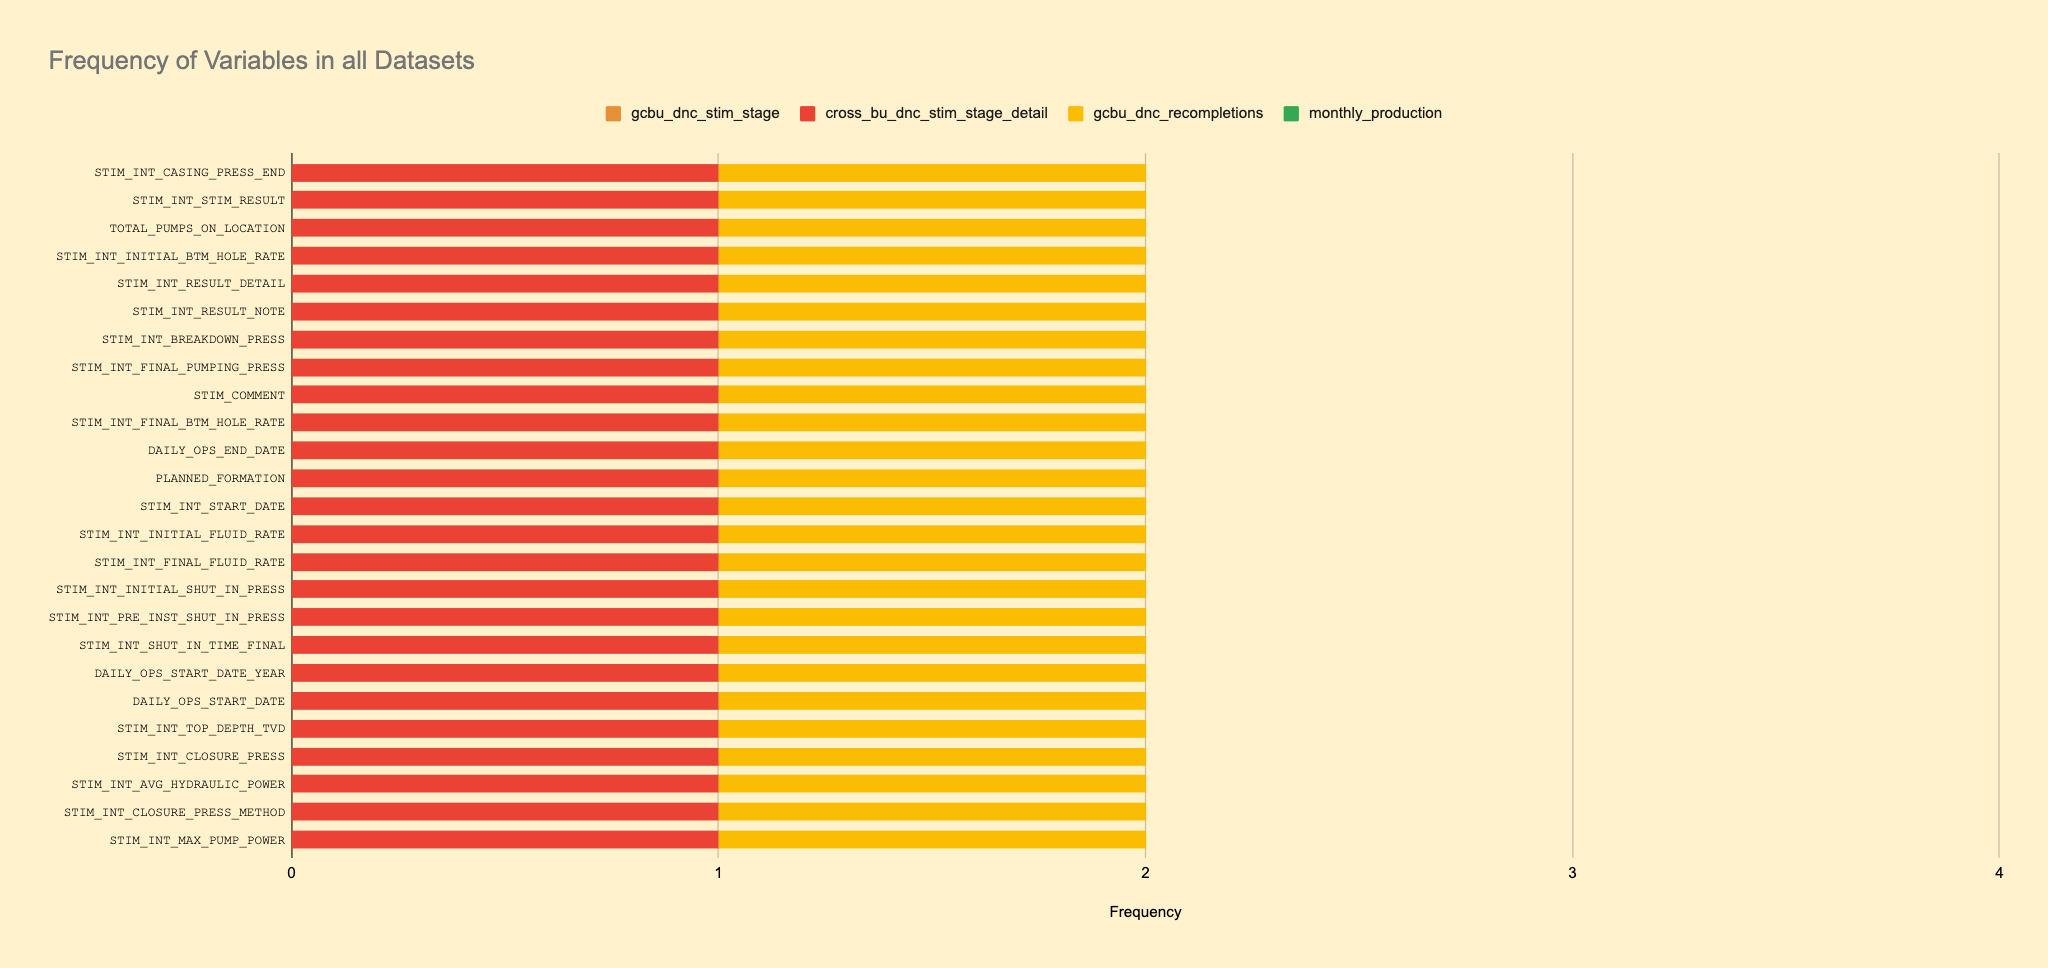 Frequency of Variables in all Datasets
gcbu_dnc_stim_stage cross_bu_dnc_stim_stage_detail gcbu_dnc_recompletions monthly_production
STIM_INT_CASING_PRESS_END
STIM_INT_STIM_RESULT
TOTAL_PUMPS_ON_LOCATION
STIM_INT_INITIAL_BTM_HOLE_RATE
STIM_INT_RESULT_DETAIL
STIM_INT_RESULT_NOTE
STIM_INT_BREAKDOWN_PRESS
STIM_INT_FINAL_PUMPING_PRESS
STIM_COMMENT
STIM_INT_FINAL_BTM_HOLE_RATE
DAILY_OPS_END_DATE
PLANNED_FORMATION
STIM_INT_START_DATE
STIM_INT_INITIAL_FLUID_RATE
STIM_INT_FINAL_FLUID_RATE
STIM_INT_INITIAL_SHUT_IN_PRESS
STIM_INT_PRE_INST_SHUT_IN_PRESS
STIM_INT_SHUT_IN_TIME_FINAL
DAILY_OPS_START_DATE_YEAR
DAILY_OPS_START_DATE
STIM_INT_TOP_DEPTH_TVD
STIM_INT_CLOSURE_PRESS
STIM_INT_AVG_HYDRAULIC_POWER
STIM_INT_CLOSURE_PRESS_METHOD
STIM_INT_MAX_PUMP_POWER
0 1 2 3 4
Frequency